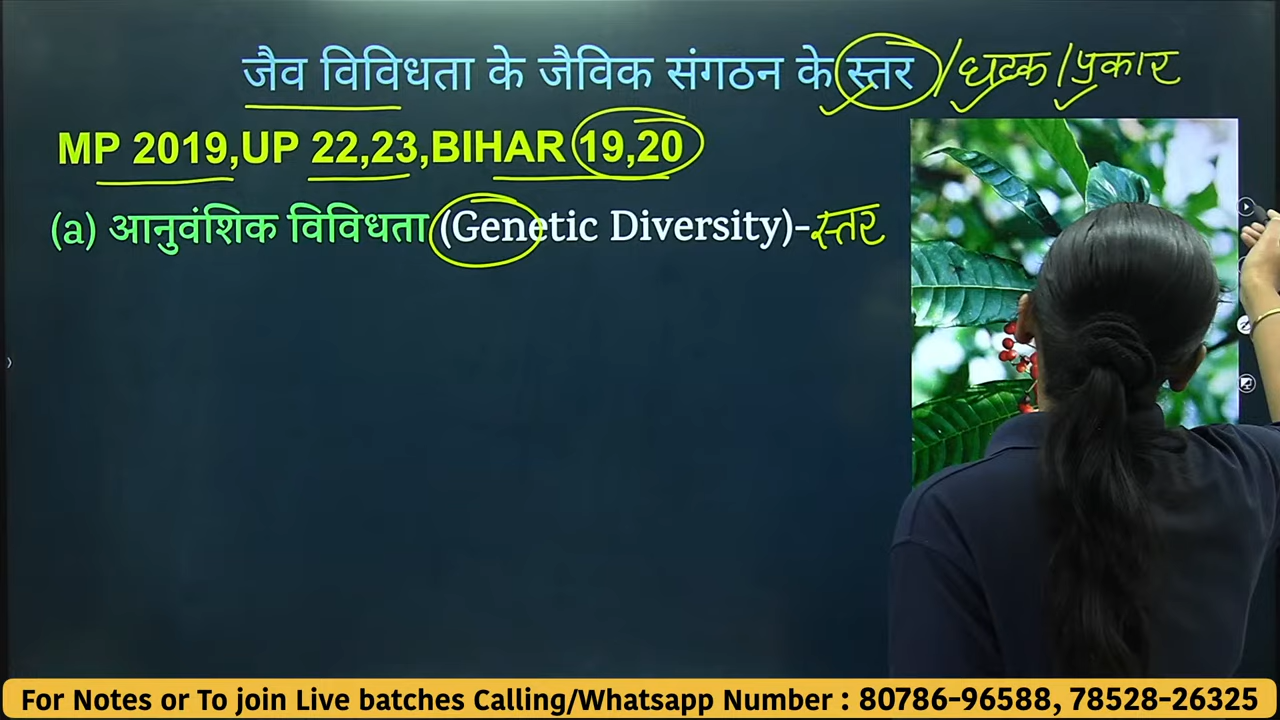 जैव विविधता के जैविक संगठन के स्तर / घटक / प्रकार
MP 2019,UP 22,23,BIHAR 19,20
(a) आनुवंशिक विविधता (Genetic Diversity)-स्तर
For Notes or To join Live batches Calling/Whatsapp Number : 80786-96588, 78528-26325